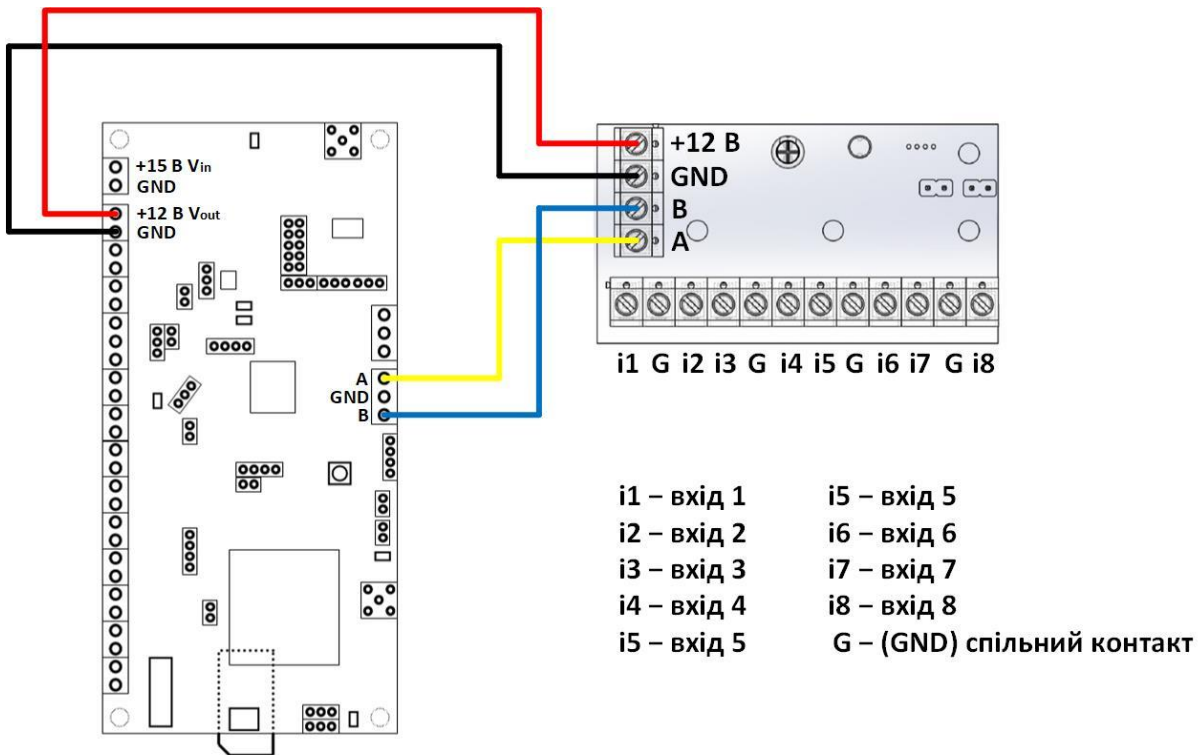 +15 В Vin
GND
+12 В Vout
GND
A
GND
B
+12 В
GND
B
A
i1 G i2 i3 G i4 i5 G i6 i7 G i8
i1 – вхід 1
i2 – вхід 2
i3 – вхід 3
i4 – вхід 4
i5 – вхід 5
i5 – вхід 5
i6 – вхід 6
i7 – вхід 7
i8 – вхід 8
G – (GND) спільний контакт